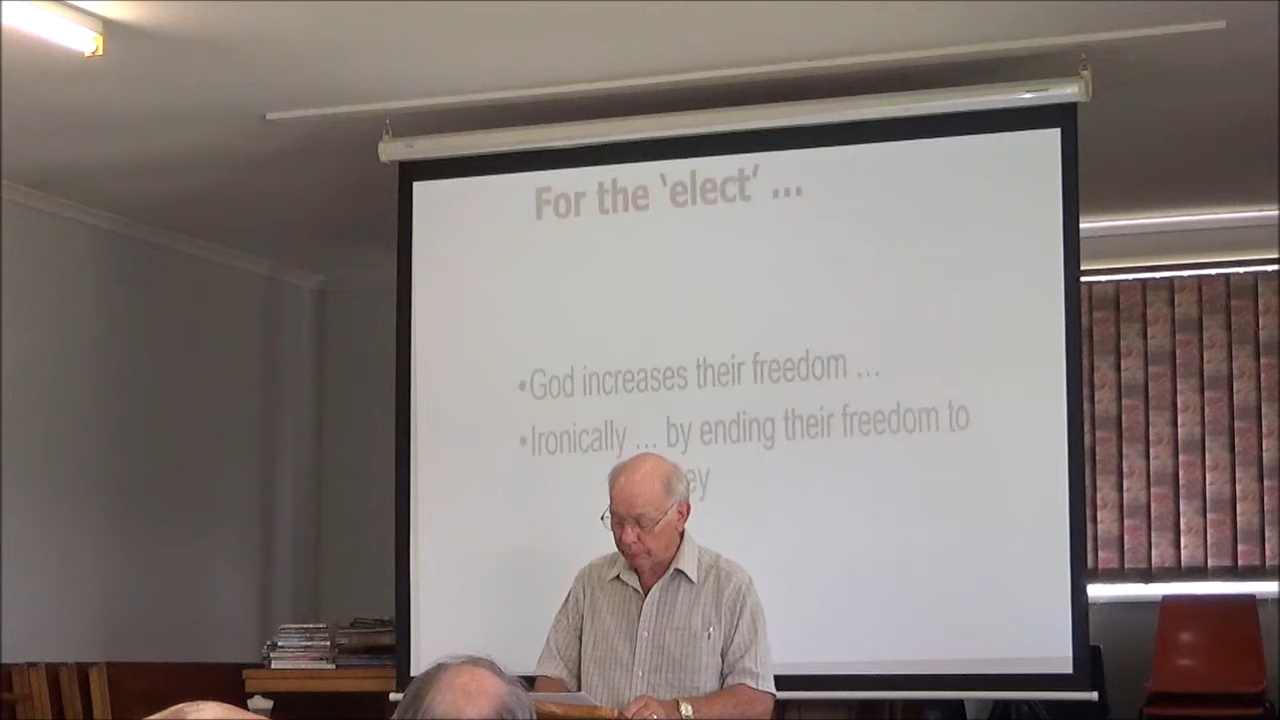 For the ‘elect’ ...
•God increases their freedom ...
•Ironically ... by ending their freedom to